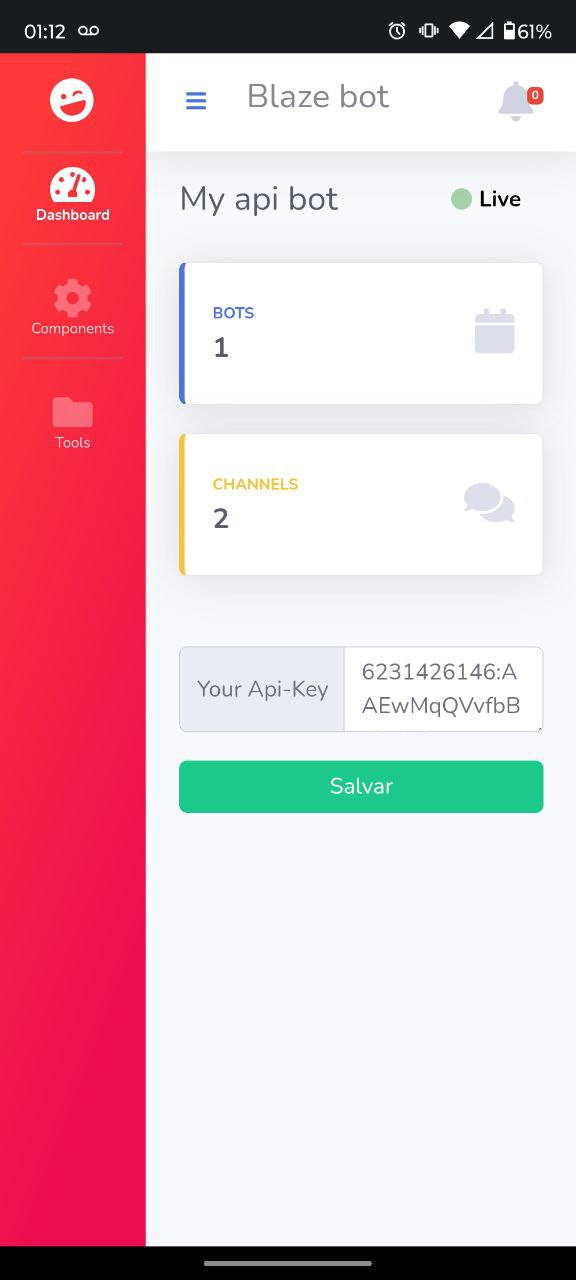 01:12
61%
Blaze bot
0
Dashboard
Components
Tools
My api bot
Live
BOTS
1
CHANNELS
2
Your Api-Key
6231426146:A
AEwMqQVvfbB
Salvar